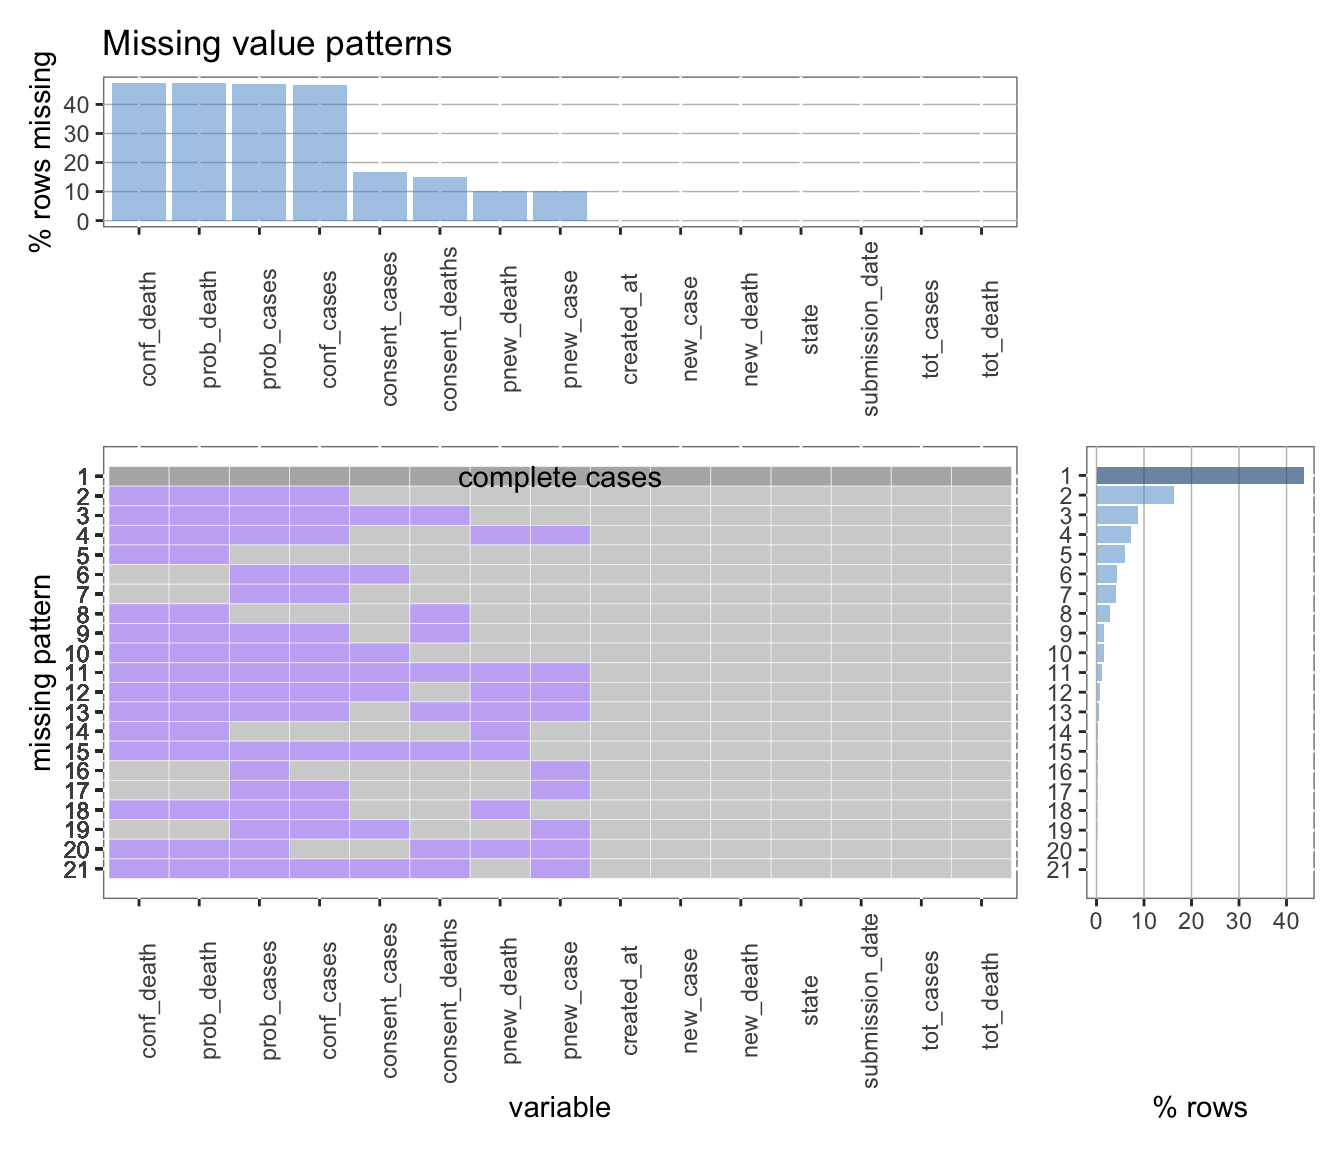 Missing value patterns
% rows missing
40
30
20
10
0
conf_death
prob_death
prob_cases
conf_cases
consent_cases
consent_deaths
pnew_death
pnew_case
created_at
new_case
new_death
state
submission_date
tot_cases
tot_death
missing pattern
1
2
3
4
5
6
7
8
9
10
11
12
13
14
15
16
17
18
19
20
21
complete cases
conf_death
prob_death
prob_cases
conf_cases
consent_cases
consent_deaths
pnew_death
pnew_case
created_at
new_case
new_death
state
submission_date
tot_cases
tot_death
variable
1
2
3
4
5
6
7
8
9
10
11
12
13
14
15
16
17
18
19
20
21
0 10 20 30 40
% rows